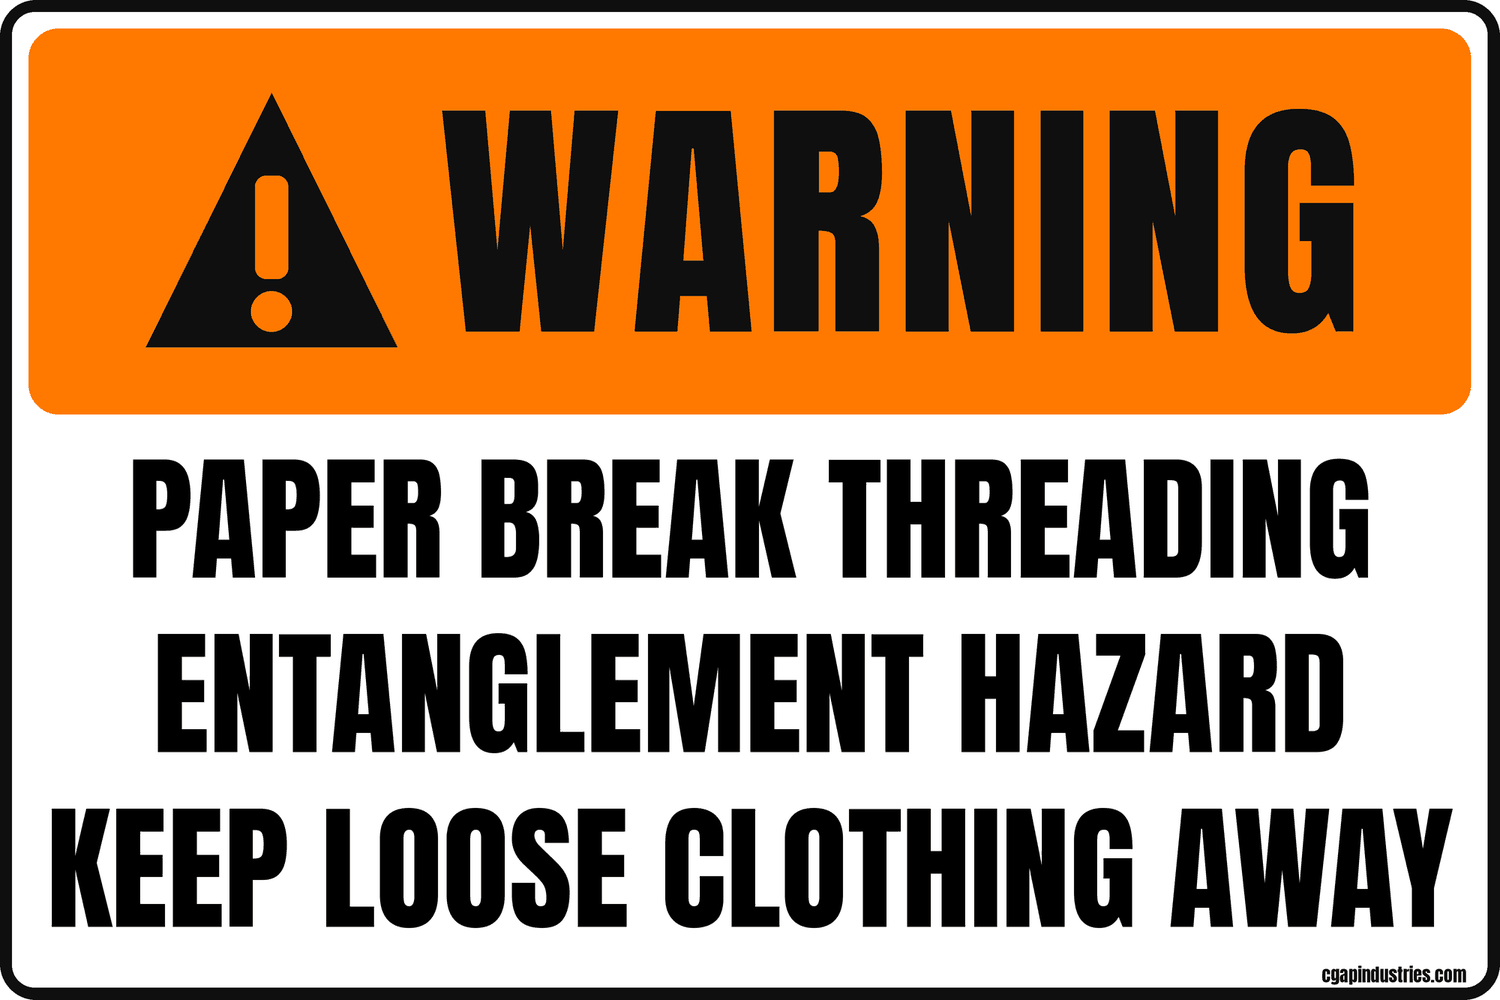 WARNING
PAPER BREAK THREADING
ENTANGLEMENT HAZARD
KEEP LOOSE CLOTHING AWAY
cgapindustries.com